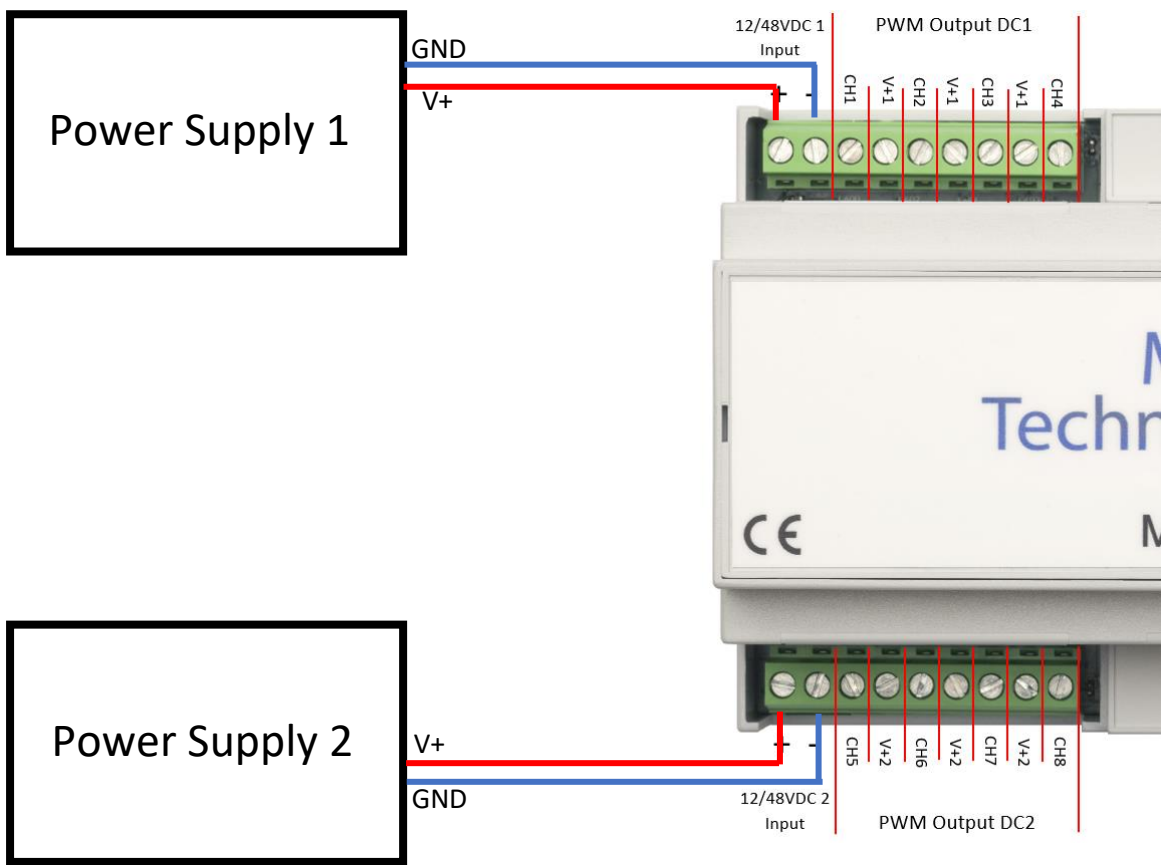 12/48VDC 1
Input
PWM Output DC1
GND
V+
Power Supply 1
+ -
CH1
V+1
CH2
V+1
CH3
V+1
CH4
M
Techn
CE
M
Power Supply 2
V+
GND
+ -
CH5
V+2
CH6
V+2
CH7
V+2
CH8
12/48VDC 2
Input
PWM Output DC2